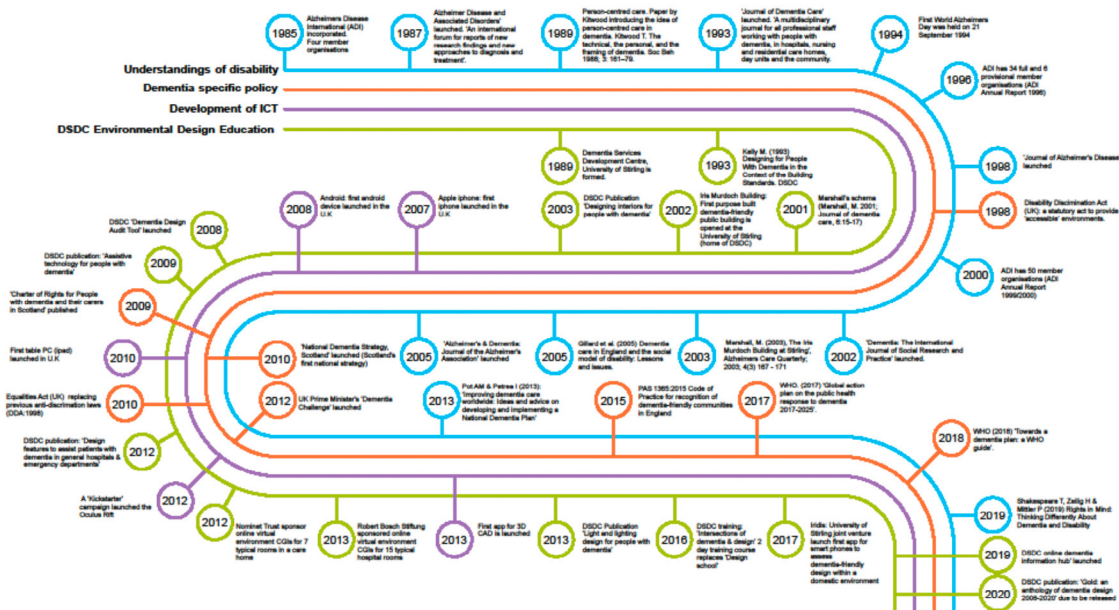 1985
Alzheimers Disease
International (ADI)
incorporated.
Four member
organisations
1987
Alzheimer Disease and
Associated Disorders'
launched. 'An international
forum for reports of new
research findings and new
approaches to diagnosis and
treatment'.
1989
Person-centred care. Paper by
Kitwood introducing the idea of
person-centred care in
dementia. Kitwood T. The
technical, the personal, and the
framing of dementia. Soc Beh
1988; 3: 161–79.
1993
'Journal of Dementia Care'
launched. 'A multidisciplinary
journal for all professional staff
working with people with
dementia, in hospitals, nursing
and residential care homes,
day units and the community.
1994
First World Alzheimers
Day was held on 21
September 1994
1996
ADI has 34 full and 6
provisional member
organisations (ADI
Annual Report 1996)
1998
'Journal of Alzheimer's Disease
launched
1998
Disability Discrimination Act
(UK): a statutory act to provide
'accessible' environments.
2000
ADI has 50 member
organisations (ADI
Annual Report
1999/2000)
Understandings of disability
Dementia specific policy
Development of ICT
DSDC Environmental Design Education
1989
Dementia Services
Development Centre,
University of Stirling is
formed.
1993
Kelly M. (1993)
Designing for People
With Dementia in the
Context of the Building
Standards. DSDC
2008
Android: first android
device launched in the
U.K
2007
Apple iphone: first
iphone launched in the
U.K
2003
DSDC Publication
'Designing interiors for
people with dementia'
2002
Iris Murdoch Building:
First purpose built
dementia-friendly
public building is
opened at the
University of Stirling
(home of DSDC)
2001
Marshall's schema
(Marshall, M. 2001;
Journal of dementia
care, 6:15-17)
DSDC 'Dementia Design
Audit Tool' launched
2008
DSDC publication: 'Assistive
technology for people with
dementia'
2009
'Charter of Rights for People
with dementia and their carers
in Scotland' published
2009
First table PC (ipad)
launched in U.K
2010
Equalities Act (UK) replacing
previous anti-discrimation laws
(DDA:1998)
2010
DSDC publication: 'Design
features to assist patients with
dementia in general hospitals &
emergency departments'
2012
A 'Kickstarter'
campaign launched the
Oculus Rift
2012
2010
'National Dementia Strategy,
Scotland' launched (Scotland's
first national strategy)
2005
'Alzheimer's & Dementia:
Journal of the Alzheimer's
Association' launched
2005
Gilliard et al. (2005) Dementia
care in England and the social
model of disability: Lessons
and issues.
2003
Marshall, M. (2003), The Iris
Murdoch Building at Stirling',
Alzheimers Care Quarterly;
2003; 4(3) 167 - 171
2002
'Dementia: The International
Journal of Social Research and
Practice' launched.
2012
UK Prime Minister's 'Dementia
Challenge' launched
2013
Pot AM & Petrea I (2013):
'Improving dementia care
worldwide: Ideas and advice on
developing and implementing a
National Dementia Plan'
2015
PAS 1365:2015 Code of
Practice for recognition of
dementia-friendly communities
in England
2017
WHO. (2017) 'Global action
plan on the public health
response to dementia
2017-2025'.
2018
WHO (2018) 'Towards a
dementia plan: a WHO
guide'.
2019
Shakespeare T, Zeilig H &
Mittler P (2019) Rights in Mind:
Thinking Differently About
Dementia and Disability
2012
Nominet Trust sponsor
online virtual
environment CGIs for 7
typical rooms in a care
home
2013
Robert Bosch Stiftung
sponsored online
virtual environment
CGIs for 15 typical
hospital rooms
2013
First app for 3D
CAD is launched
2013
DSDC Publication
'Light and lighting
design for people with
dementia'
2016
DSDC training:
'Intersections of
dementia & design' 2
day training course
replaces 'Design
school'
2017
Iridis: University of
Stirling joint venture
launch first app for
smart phones to
assess
dementia-friendly
design within a
domestic environment
2019
DSDC online dementia
information hub' launched
2020
DSDC publication: 'Gold: an
anthology of dementia design
2008-2020' due to be released